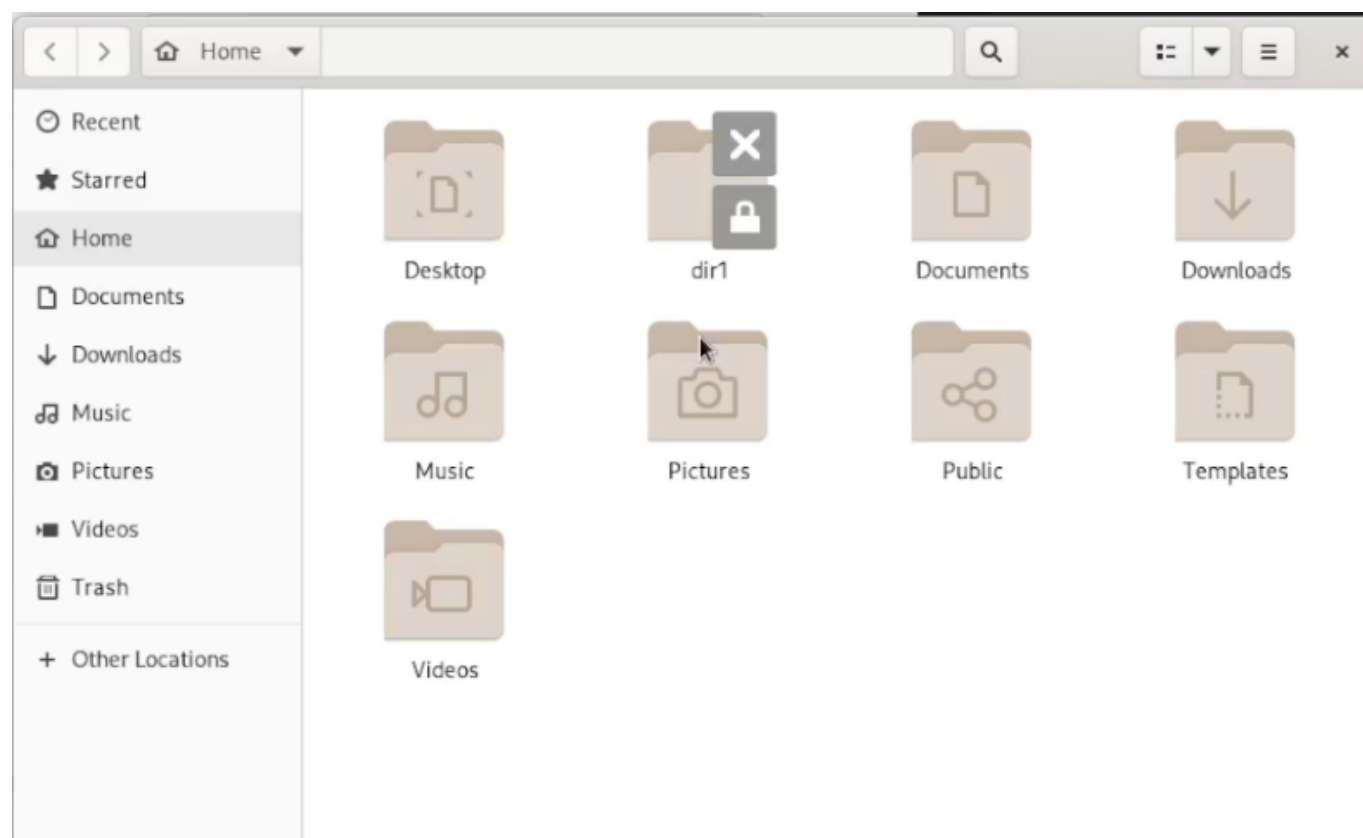 Home
Recent
Starred
Home
Documents
Downloads
Music
Pictures
Videos
Trash
Other Locations
Desktop
dir1
Documents
Downloads
Music
Pictures
Public
Templates
Videos